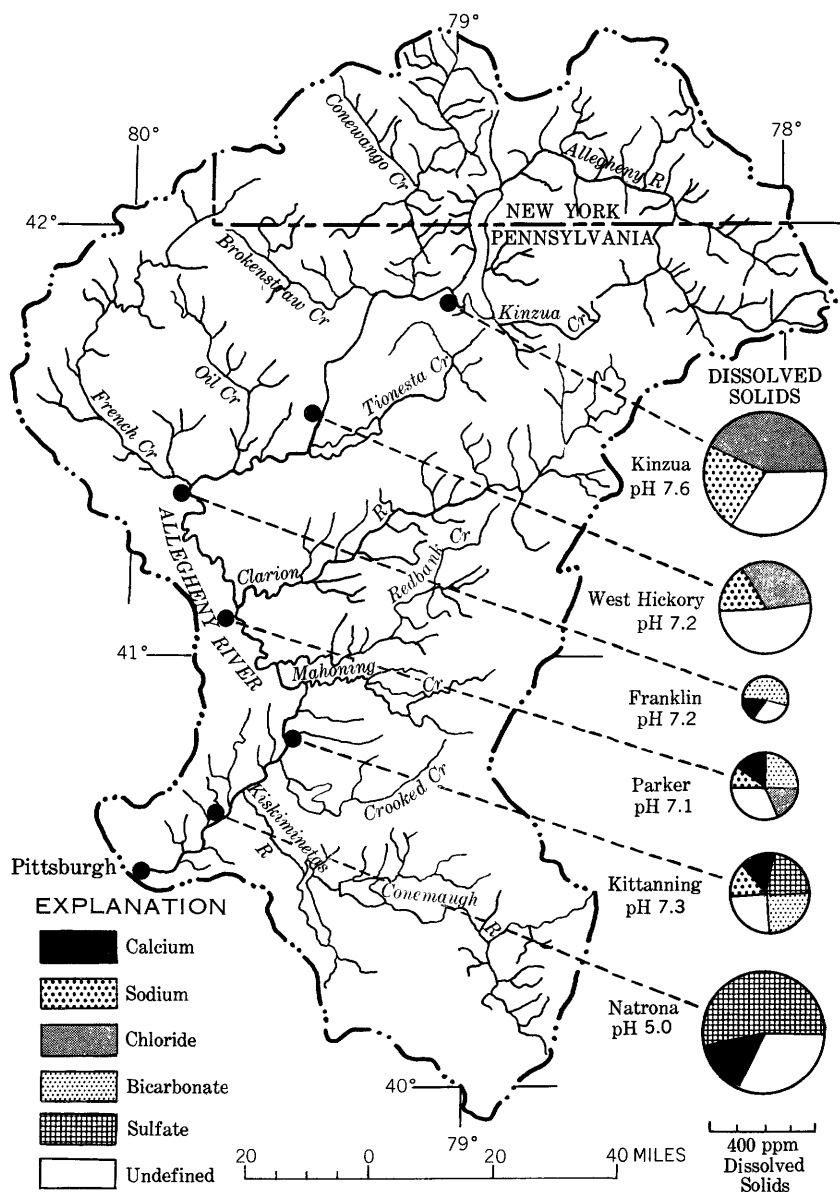 79°
80°
78°
Conewango Cr
Allegheny R
42°
NEW YORK
PENNSYLVANIA
Brokenstraw Cr
Kinzua Cr
Oil Cr
Tionesta Cr
French Cr
DISSOLVED
SOLIDS
Kinzua
pH 7.6
ALLEGHENY RIVER
Clarion R
Redbank Cr
West Hickory
pH 7.2
41°
Mahoning Cr
Franklin
pH 7.2
Parker
pH 7.1
Crooked Cr
Kiskiminetas R
Pittsburgh
Conemaugh R
Kittanning
pH 7.3
EXPLANATION
Calcium
Sodium
Chloride
Bicarbonate
Sulfate
Undefined
Natrona
pH 5.0
40°
79°
20 0 20 40 MILES
400 ppm
Dissolved
Solids